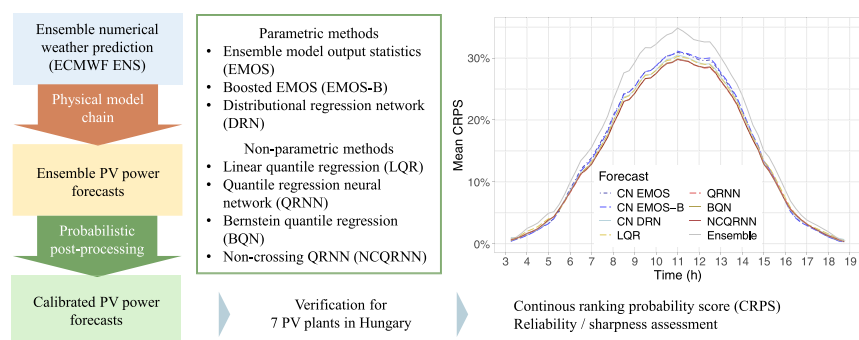 Ensemble numerical
weather prediction
(ECMWF ENS)
Physical model
chain
Ensemble PV power
forecasts
Probabilistic
post-processing
Calibrated PV power
forecasts
Parametric methods
• Ensemble model output statistics
(EMOS)
• Boosted EMOS (EMOS-B)
• Distributional regression network
(DRN)
Non-parametric methods
• Linear quantile regression (LQR)
• Quantile regression neural
network (QRNN)
• Bernstein quantile regression
(BQN)
• Non-crossing QRNN (NCQRNN)
Verification for
7 PV plants in Hungary
Mean CRPS
30%
20%
10%
0%
Forecast
CN EMOS
CN EMOS−B
CN DRN
LQR
QRNN
BQN
NCQRNN
Ensemble
3 4 5 6 7 8 9 10 11 12 13 14 15 16 17 18 19
Time (h)
Continous ranking probability score (CRPS)
Reliability / sharpness assessment